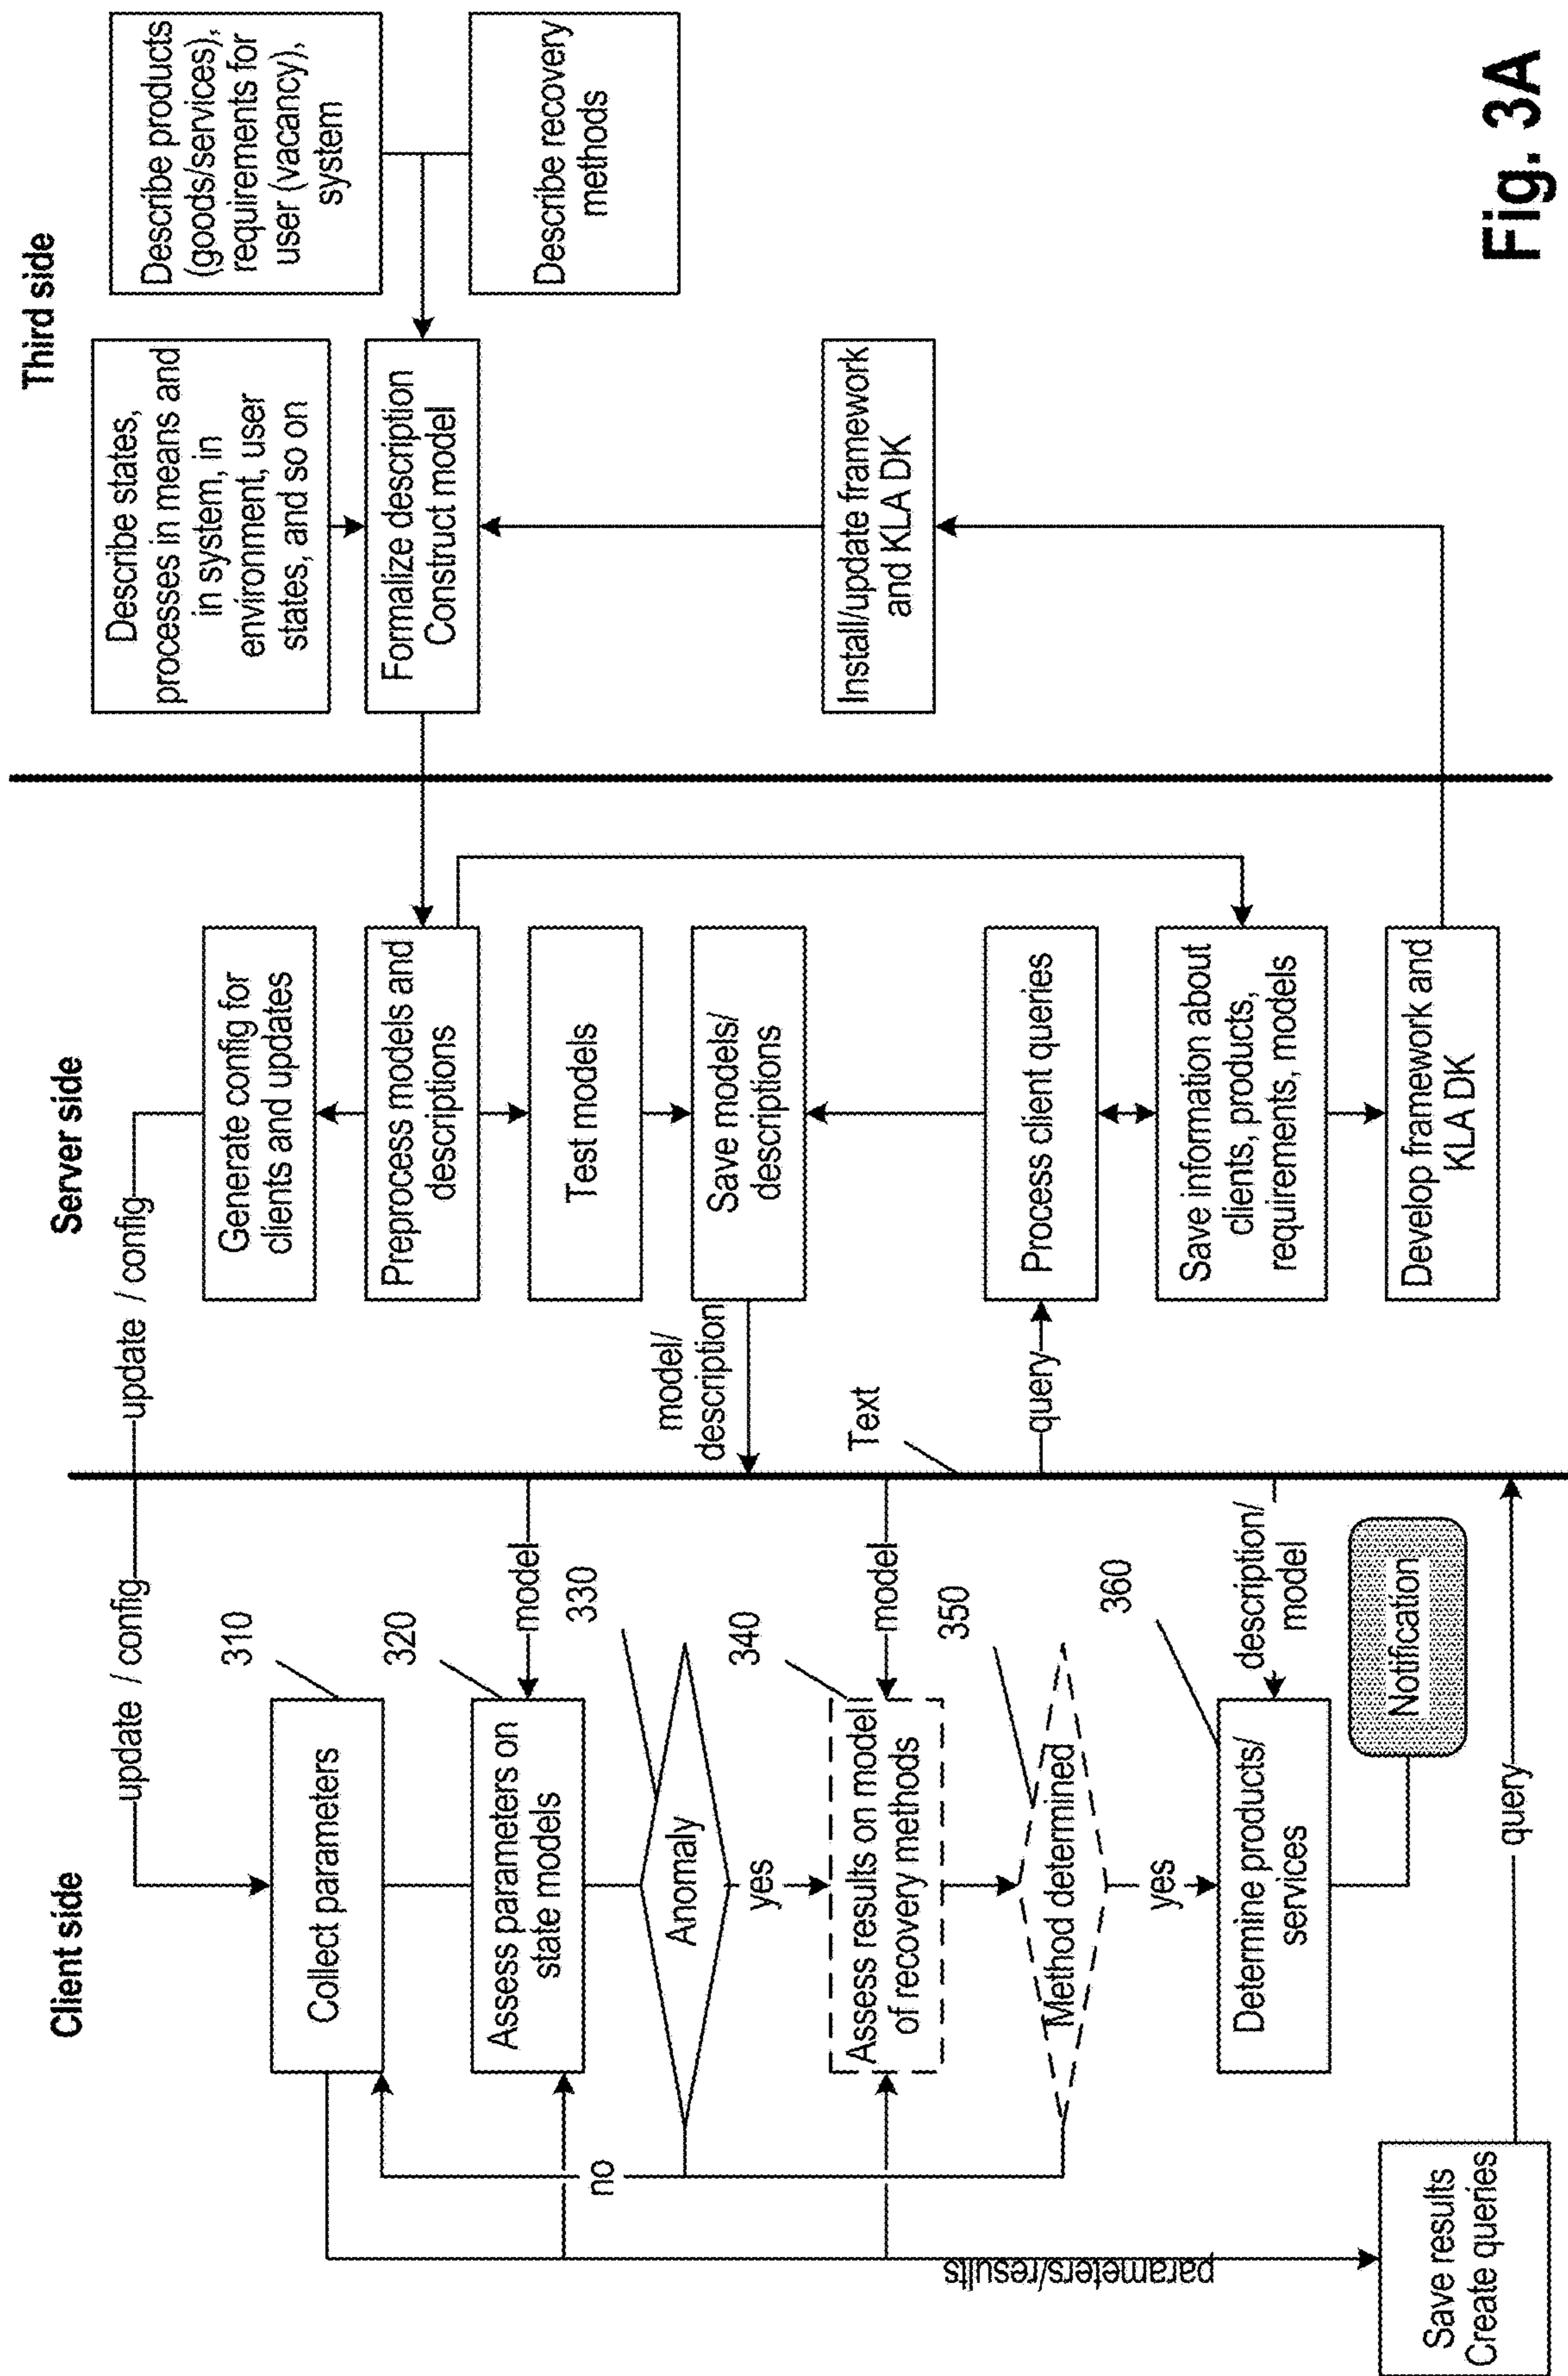 Client side
Server side
Third side
update / config
update / config
310
Collect parameters
320
Assess parameters on
state models
model
330
Anomaly
no
yes
340
Assess results on model
of recovery methods
model
350
Method determined
yes
360
Determine products/
services
description/
model
Notification
parameters/results
Save results
Create queries
query
Generate config for
clients and updates
Preprocess models and
descriptions
Test models
Save models/
descriptions
model/
description
Text
query
Process client queries
Save information about
clients, products,
requirements, models
Develop framework and
KLA DK
Describe states,
processes in means and
in system, in
environment, user
states, and so on
Formalize description
Construct model
Install/update framework
and KLA DK
Describe products
(goods/services),
requirements for
user (vacancy),
system
Describe recovery
methods
Fig. 3A